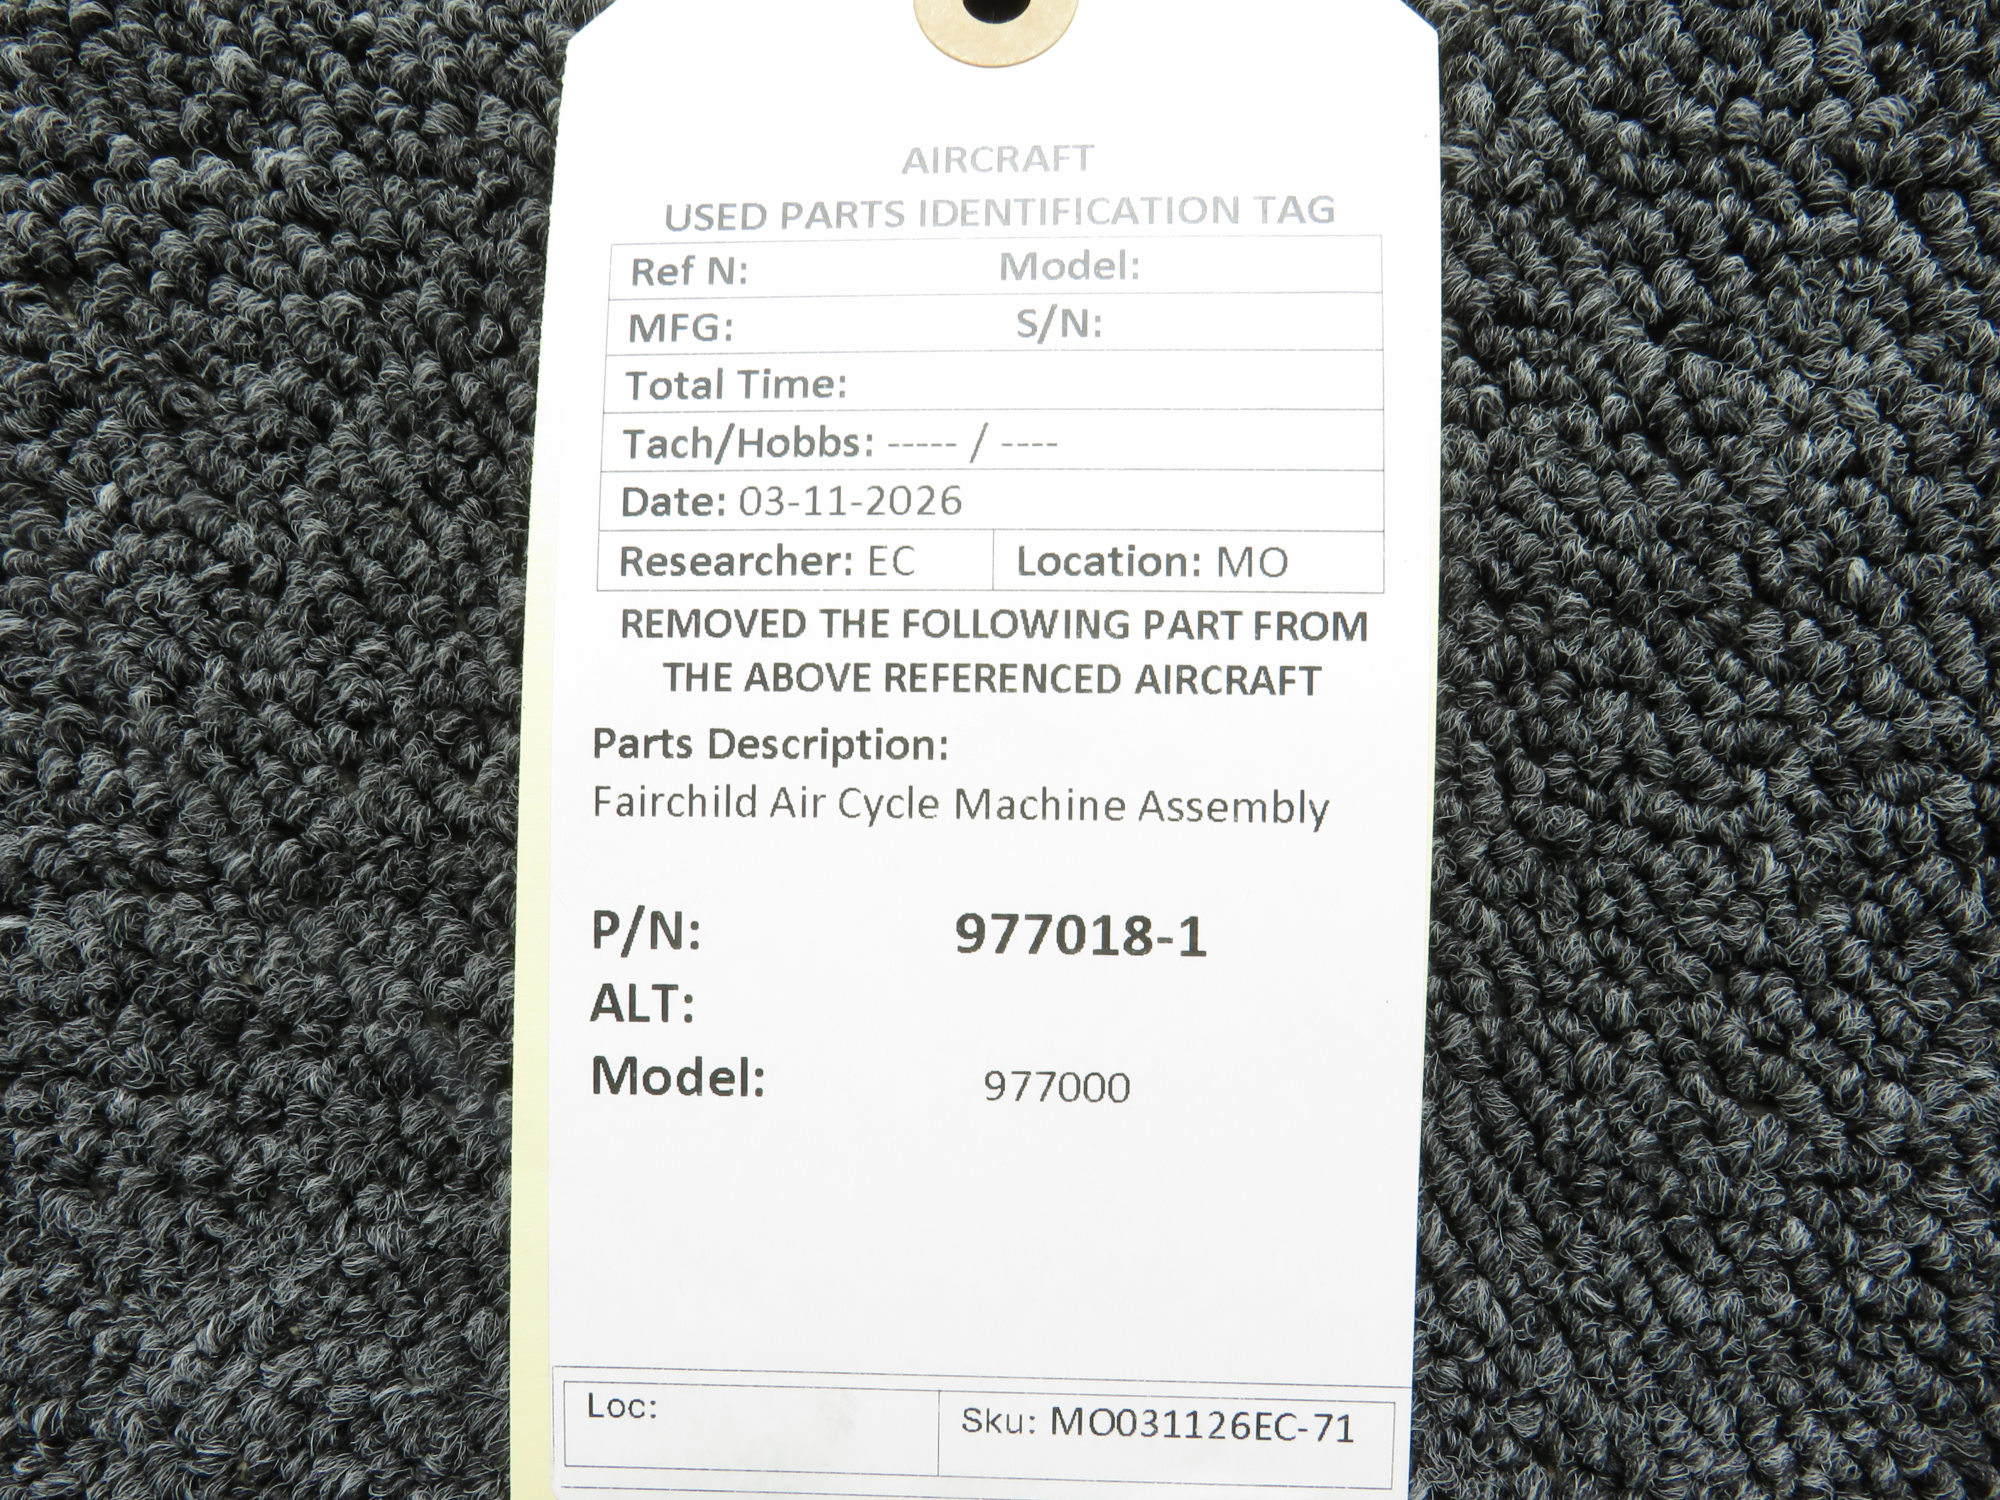 AIRCRAFT
USED PARTS IDENTIFICATION TAG
Ref N: Model:
MFG: S/N:
Total Time:
Tach/Hobbs: ----- / ----
Date: 03-11-2026
Researcher: EC Location: MO
REMOVED THE FOLLOWING PART FROM
THE ABOVE REFERENCED AIRCRAFT
Parts Description:
Fairchild Air Cycle Machine Assembly
P/N: 977018-1
ALT:
Model: 977000
Loc: Sku: MO031126EC-71